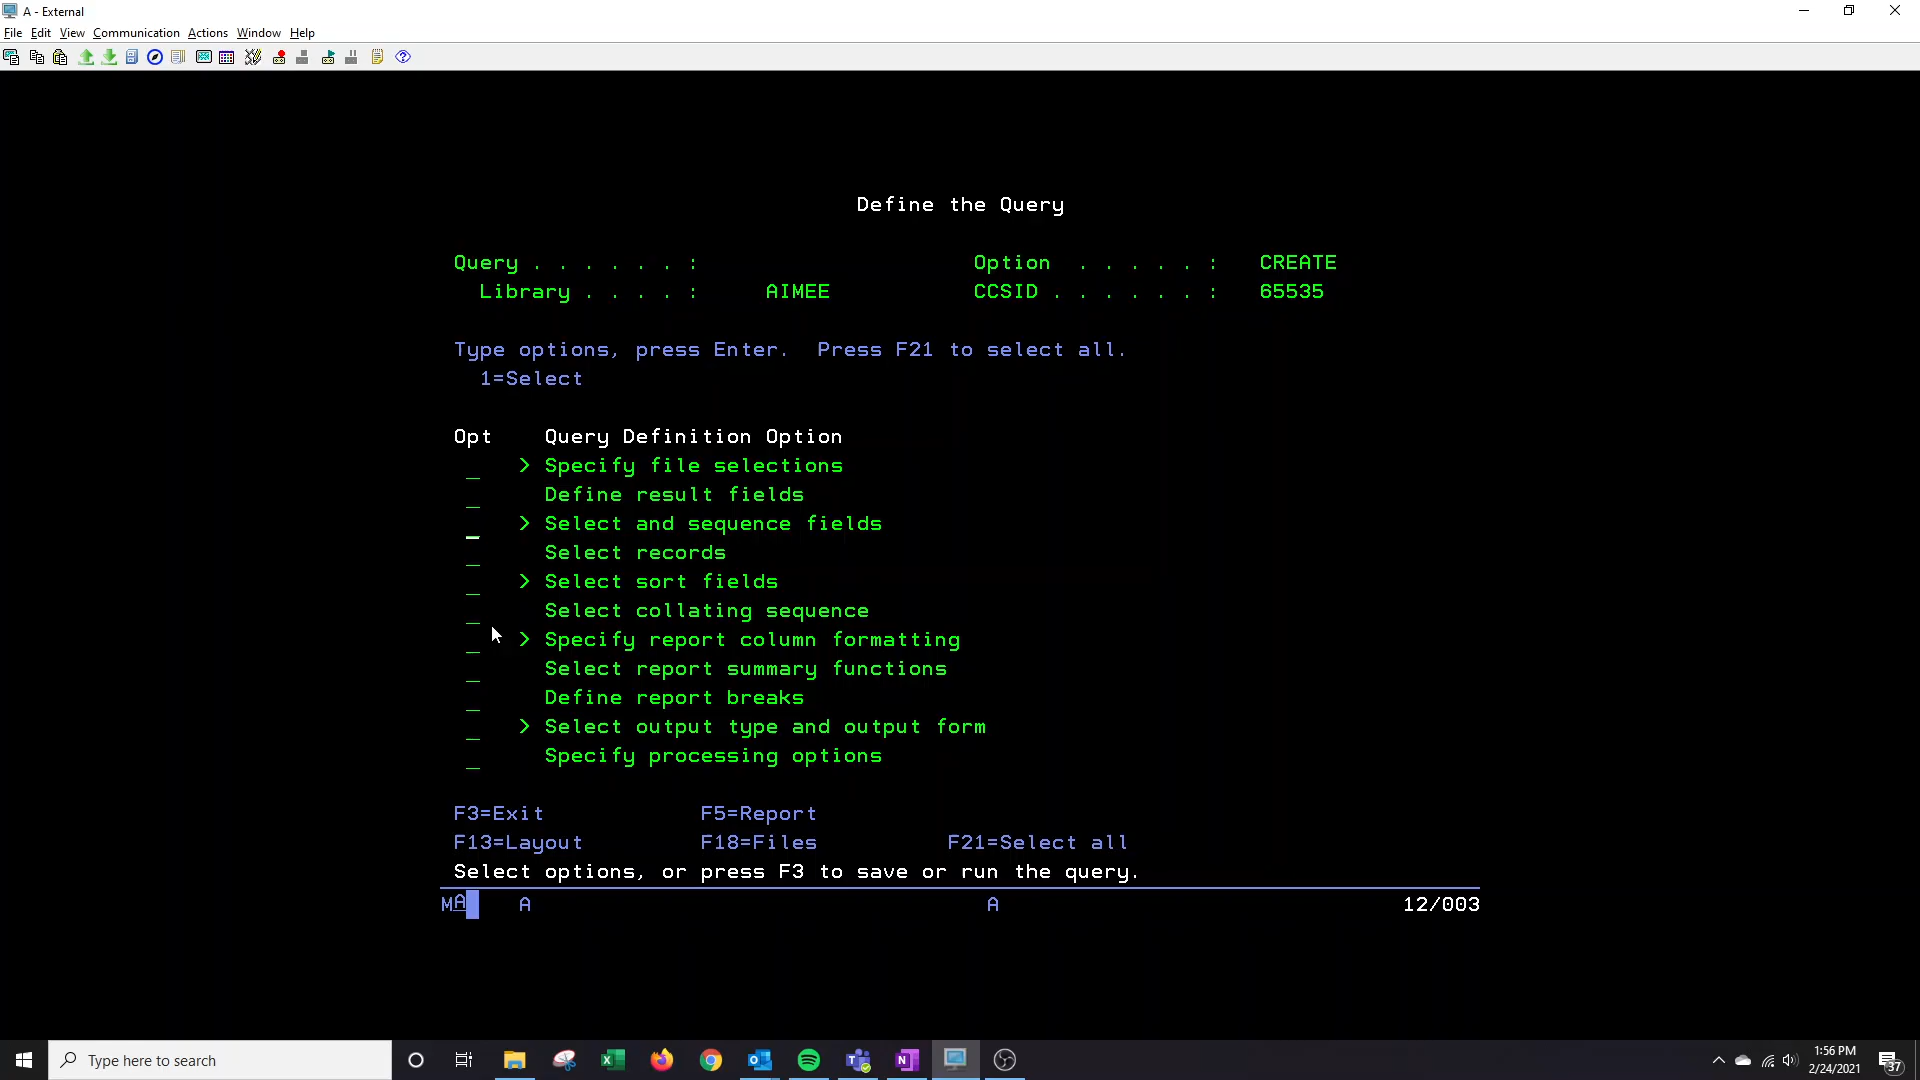 A - External
File Edit View Communication Actions Window Help
Define the Query
Query . . . . . . : Option . . . . . : CREATE
Library . . . . : AIMEE CCSID . . . . . . : 65535
Type options, press Enter. Press F21 to select all.
1=Select
Opt Query Definition Option
_ > Specify file selections
_ Define result fields
_ > Select and sequence fields
_ Select records
_ > Select sort fields
_ Select collating sequence
_ > Specify report column formatting
_ Select report summary functions
_ Define report breaks
_ > Select output type and output form
_ Specify processing options
F3=Exit F5=Report
F13=Layout F18=Files F21=Select all
Select options, or press F3 to save or run the query.
MA A A 12/003
Type here to search
1:56 PM
2/24/2021
37